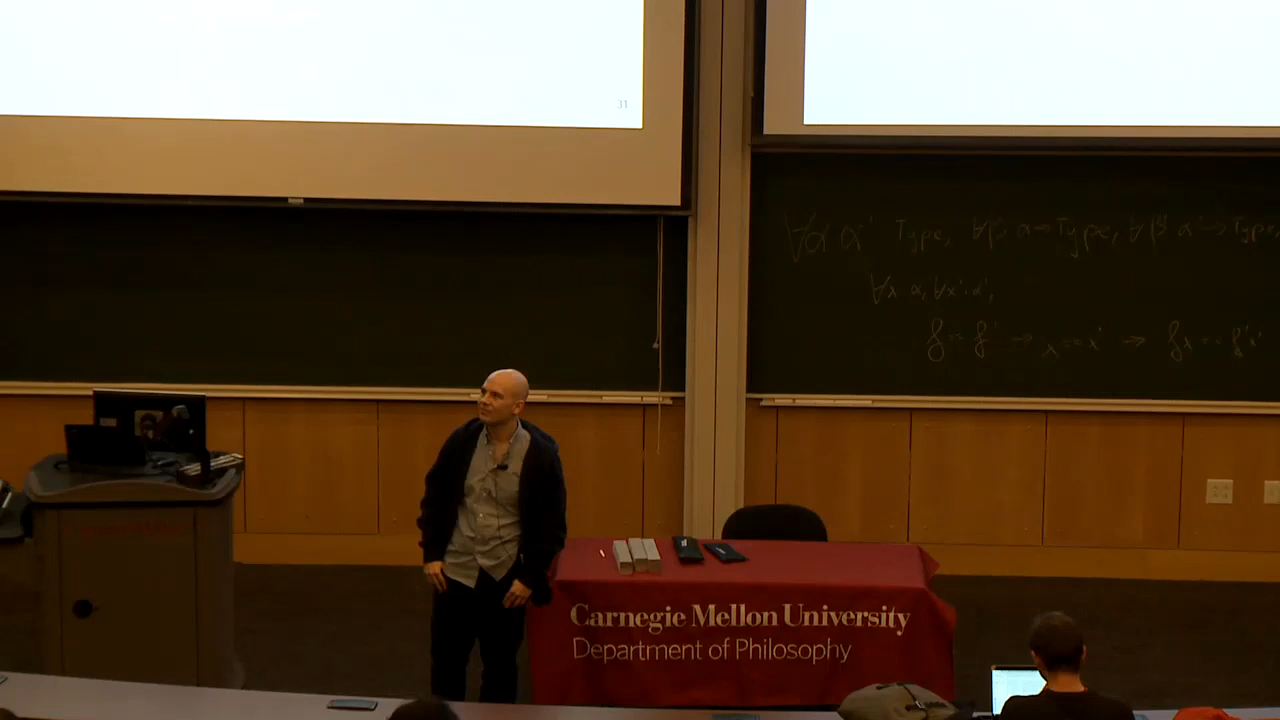 31
∀α α' Type, ∀β: α → Type, ∀β' α' → Type,
∀x α, ∀x': α',
f == f' → x == x' → fx == f'x'
Carnegie Mellon University
Department of Philosophy